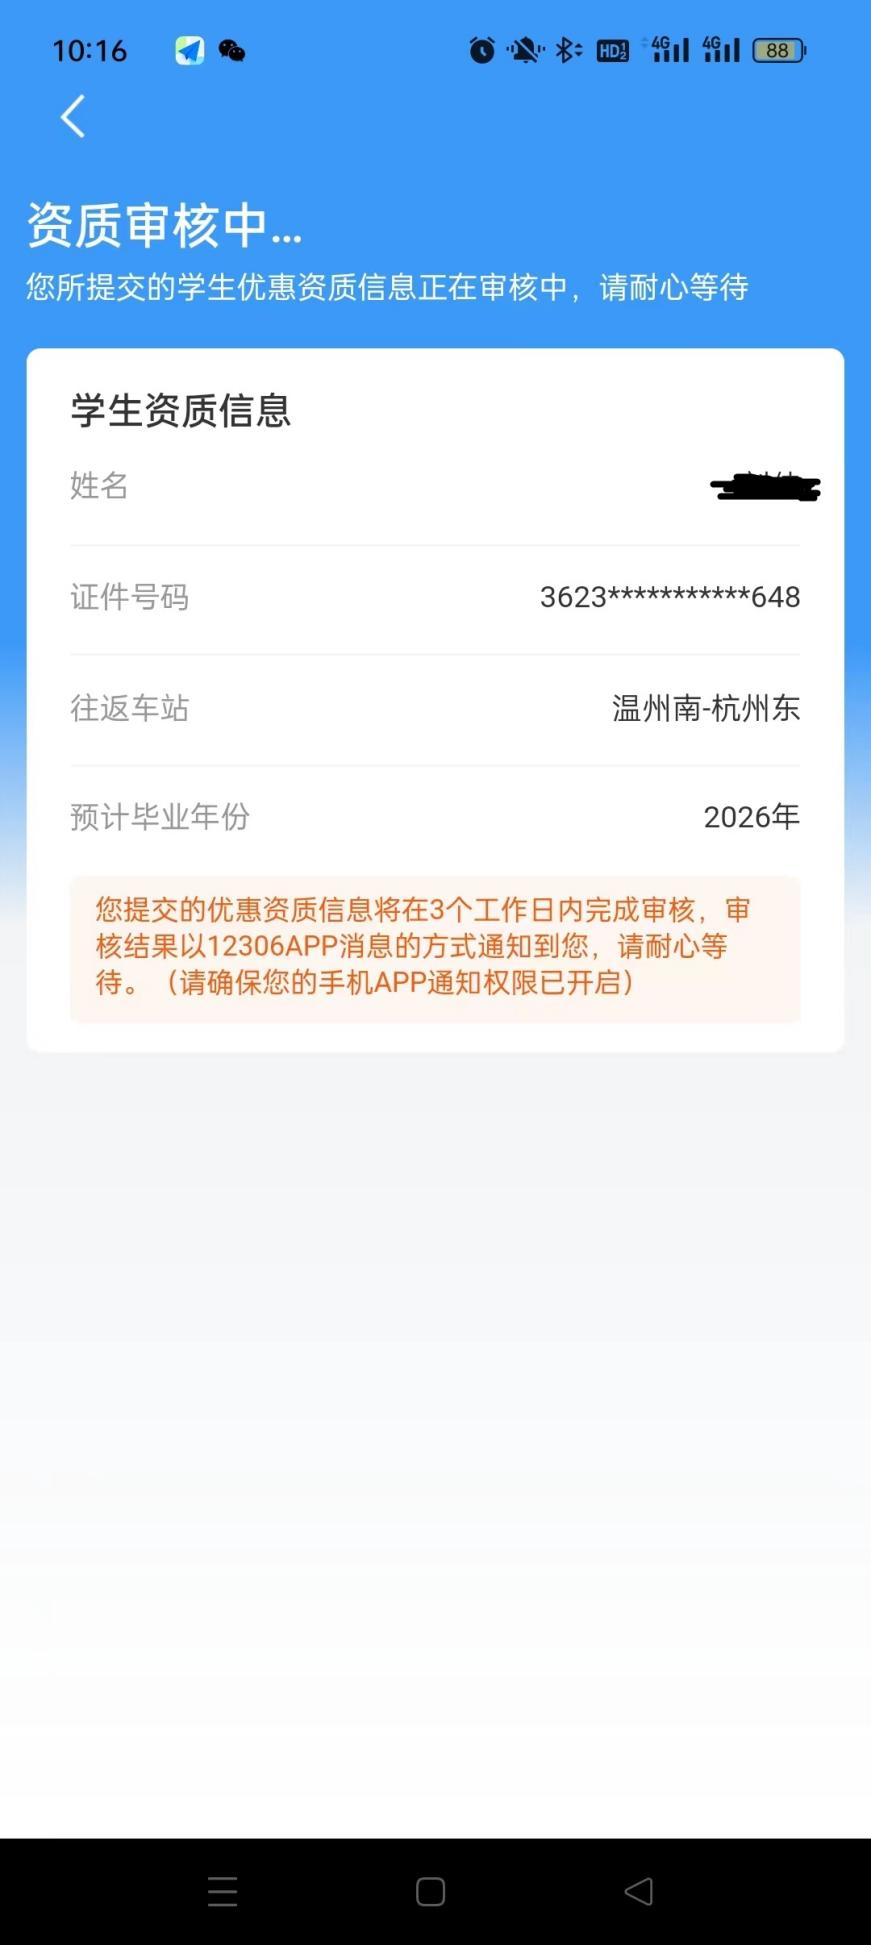 10:16
HD 1 2
4G
4G
88
资质审核中...
您所提交的学生优惠资质信息正在审核中，请耐心等待
学生资质信息
姓名
证件号码
3623***********648
往返车站
温州南-杭州东
预计毕业年份
2026年
您提交的优惠资质信息将在3个工作日内完成审核，审
核结果以12306APP消息的方式通知到您，请耐心等
待。（请确保您的手机APP通知权限已开启）